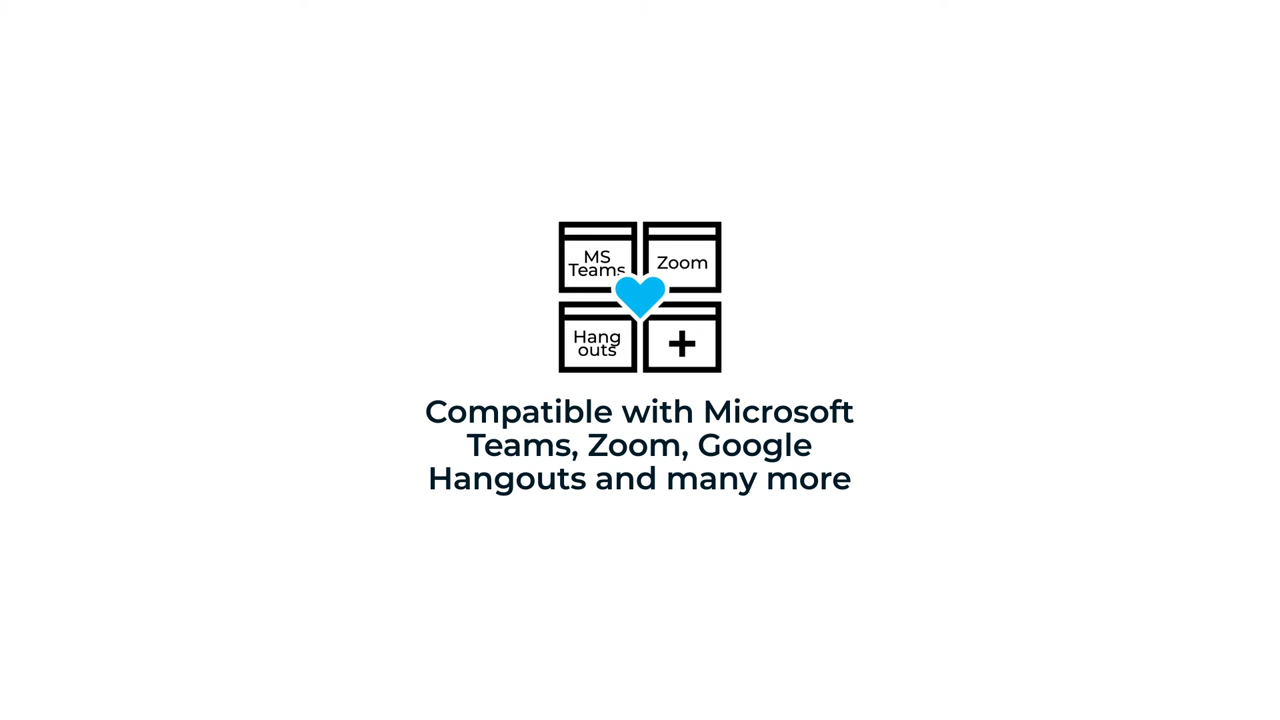 MS
Teams
Zoom
Hang
outs
+
Compatible with Microsoft
Teams, Zoom, Google
Hangouts and many more